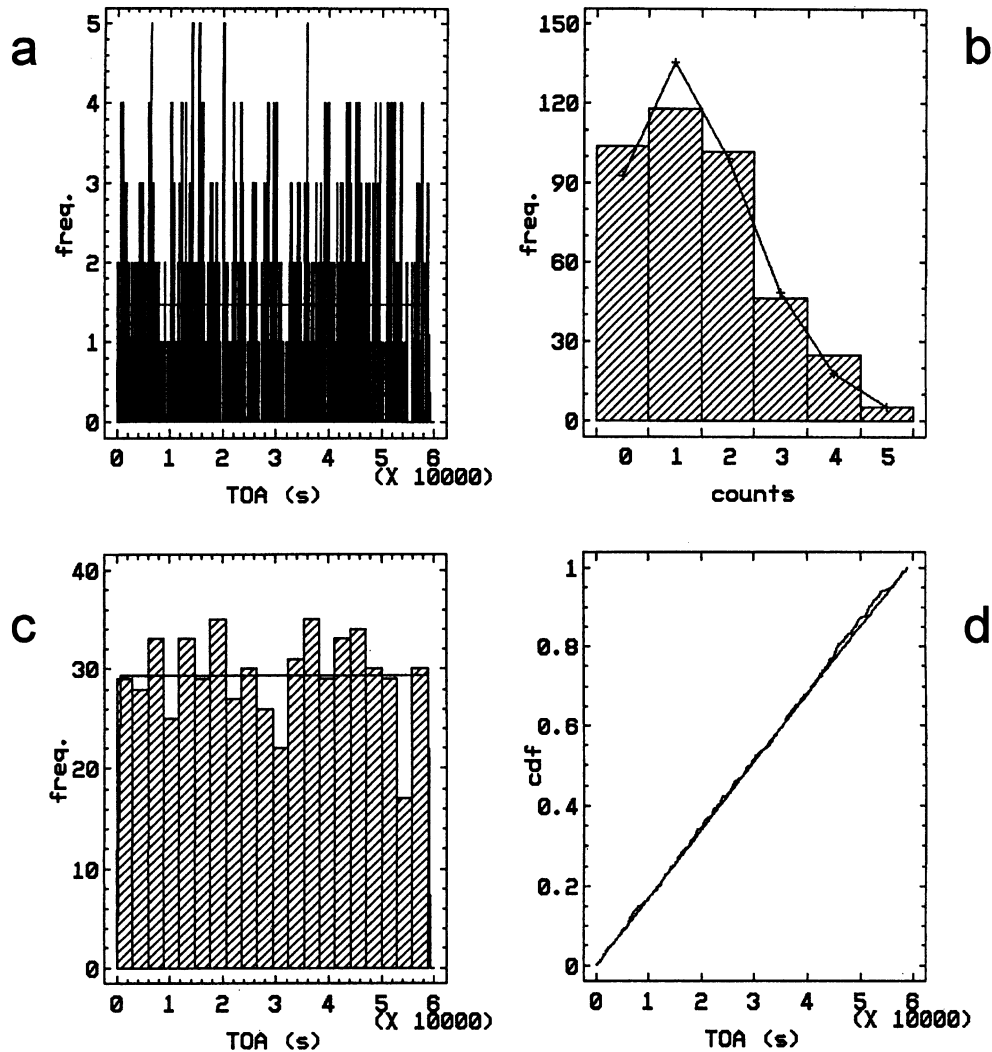 a
5
4
3
2
1
0
freq.
0 1 2 3 4 5 6
(X 10000)
TOA (s)
b
150
120
90
60
30
0
freq.
0 1 2 3 4 5
counts
c
40
30
20
10
0
freq.
0 1 2 3 4 5 6
(X 10000)
TOA (s)
d
1
0.8
0.6
0.4
0.2
0
cdf
0 1 2 3 4 5 6
(X 10000)
TOA (s)